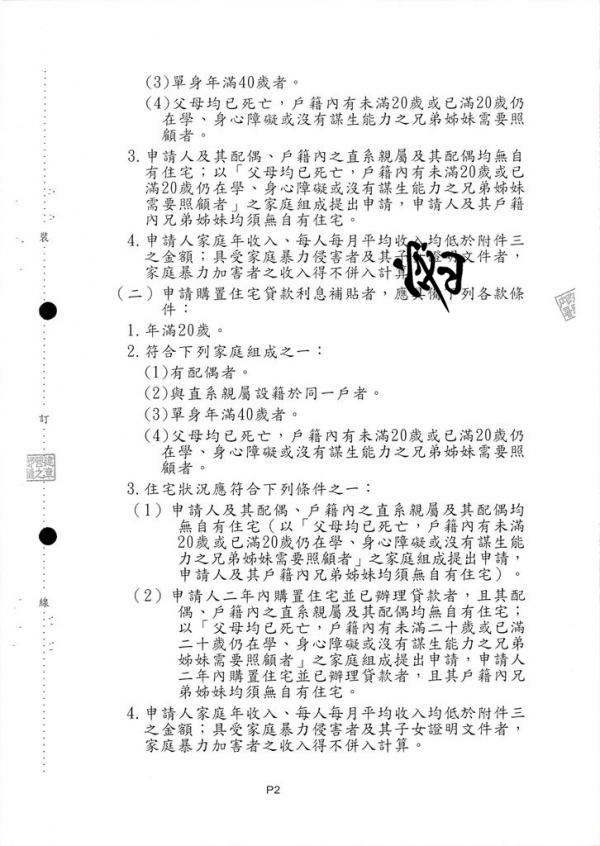 (3)單身年滿40歲者。
(4)父母均已死亡，戶籍內有未滿20歲或已滿20歲仍
在學、身心障礙或沒有謀生能力之兄弟姊妹需要照
顧者。
3.申請人及其配偶、戶籍內之直系親屬及其配偶均無自
有住宅；以「父母均已死亡，戶籍內有未滿20歲或已
滿20歲仍在學、身心障礙或沒有謀生能力之兄弟姊妹
需要照顧者」之家庭組成提出申請，申請人及其戶籍
內兄弟姊妹均須無自有住宅。
4.申請人家庭年收入、每人每月平均收入均低於附件三
之金額；具受家庭暴力侵害者及其子女證明文件者，
家庭暴力加害者之收入得不併入計算。
(二)申請購置住宅貸款利息補貼者，應具備下列各款條
件：
1.年滿20歲。
2.符合下列家庭組成之一：
(1)有配偶者。
(2)與直系親屬設籍於同一戶者。
(3)單身年滿40歲者。
(4)父母均已死亡，戶籍內有未滿20歲或已滿20歲仍
在學、身心障礙或沒有謀生能力之兄弟姊妹需要照
顧者。
3.住宅狀況應符合下列條件之一：
(1)申請人及其配偶、戶籍內之直系親屬及其配偶均
無自有住宅(以「父母均已死亡，戶籍內有未滿
20歲或已滿20歲仍在學、身心障礙或沒有謀生能
力之兄弟姊妹需要照顧者」之家庭組成提出申請，
申請人及其戶籍內兄弟姊妹均須無自有住宅)。
(2)申請人二年內購置住宅並已辦理貸款者，且其配
偶、戶籍內之直系親屬及其配偶均無自有住宅；
以「父母均已死亡，戶籍內有未滿二十歲或已滿
二十歲仍在學、身心障礙或沒有謀生能力之兄弟
姊妹需要照顧者」之家庭組成提出申請，申請人
二年內購置住宅並已辦理貸款者，且其戶籍內兄
弟姊妹均須無自有住宅。
4.申請人家庭年收入、每人每月平均收入均低於附件三
之金額；具受家庭暴力侵害者及其子女證明文件者，
家庭暴力加害者之收入得不併入計算。
裝
訂
線
P2